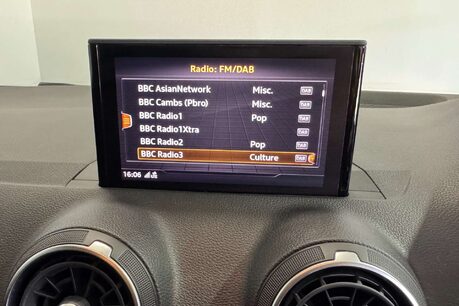 Radio: FM/DAB
BBC AsianNetwork Misc. DAB
BBC Cambs (Pbro) Misc. DAB
BBC Radio1 Pop DAB
BBC Radio1Xtra DAB
BBC Radio2 Pop DAB
BBC Radio3 Culture DAB
16:06